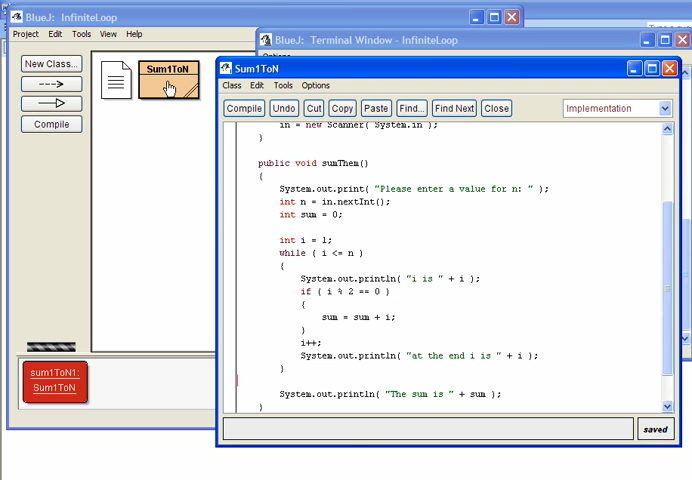 BlueJ: InfiniteLoop
Project Edit Tools View Help
New Class...
Compile
Sum1ToN
sum1ToN1:
Sum1ToN
BlueJ: Terminal Window - InfiniteLoop
Sum1ToN
Class Edit Tools Options
Compile Undo Cut Copy Paste Find... Find Next Close
Implementation
in = new Scanner( System.in );
}
public void sumThem()
{
System.out.print( "Please enter a value for n: " );
int n = in.nextInt();
int sum = 0;
int i = 1;
while ( i <= n )
{
System.out.println( "i is " + i );
if ( i % 2 == 0 )
{
sum = sum + i;
}
i++;
System.out.println( "at the end i is " + i );
}
System.out.println( "The sum is " + sum );
}
saved